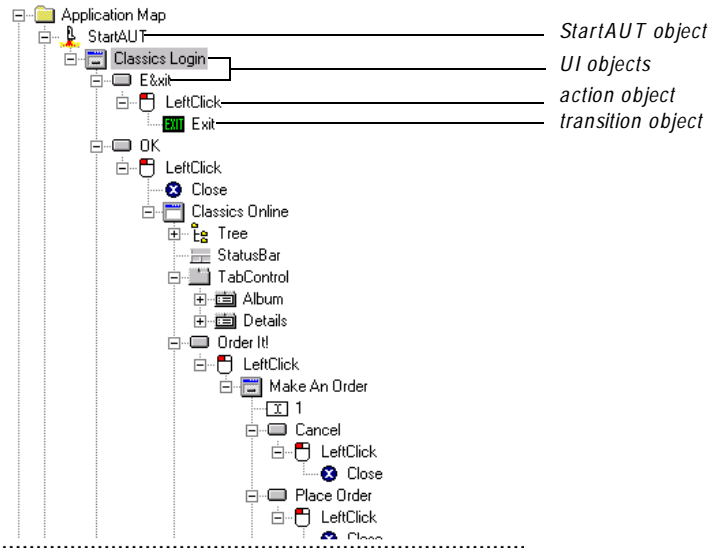 Application Map
StartAUT StartAUT object
Classics Login UI objects
E&xit
LeftClick action object
EXIT Exit transition object
OK
LeftClick
Close
Classics Online
Tree
StatusBar
TabControl
Album
Details
Order It!
LeftClick
Make An Order
1
Cancel
LeftClick
Close
Place Order
LeftClick
Close